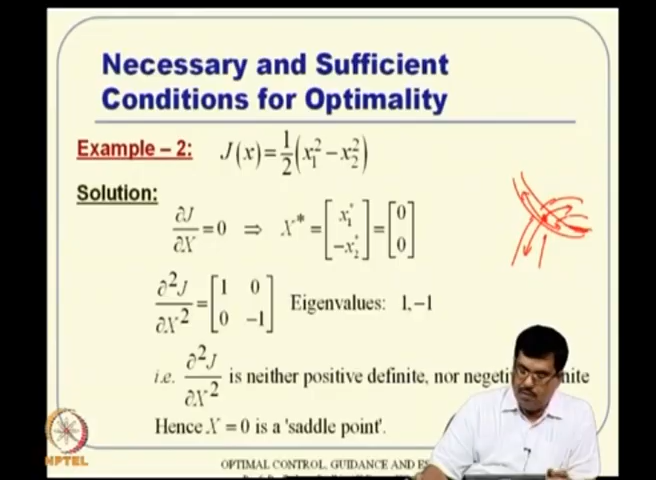 Necessary and Sufficient
Conditions for Optimality
Example – 2: J(x) = 1/2 (x₁² − x₂²)
Solution:
∂J/∂X = 0 ⇒ X* = [x₁*; −x₂*] = [0; 0]
∂²J/∂X² = [1 0; 0 −1] Eigenvalues: 1, −1
i.e. ∂²J/∂X² is neither positive definite, nor
Hence X = 0 is a 'saddle point'.
NPTEL
OPTIMAL CONTROL, GUIDANCE AND